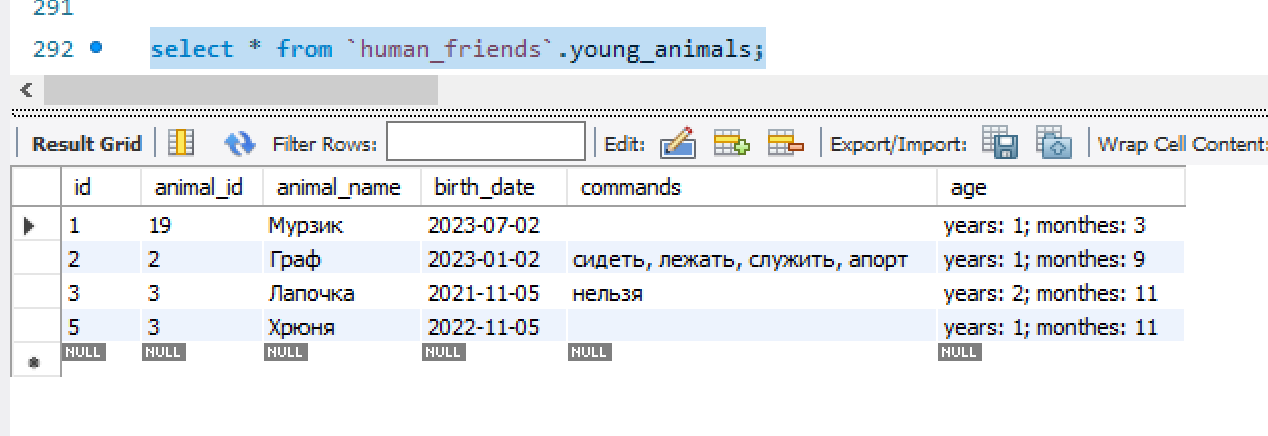 291
292 select * from `human_friends`.young_animals;
Result Grid Filter Rows: Edit: Export/Import: Wrap Cell Content:
id animal_id animal_name birth_date commands age
1 19 Мурзик 2023-07-02 years: 1; monthes: 3
2 2 Граф 2023-01-02 сидеть, лежать, служить, апорт years: 1; monthes: 9
3 3 Лапочка 2021-11-05 нельзя years: 2; monthes: 11
5 3 Хрюня 2022-11-05 years: 1; monthes: 11
NULL NULL NULL NULL NULL NULL